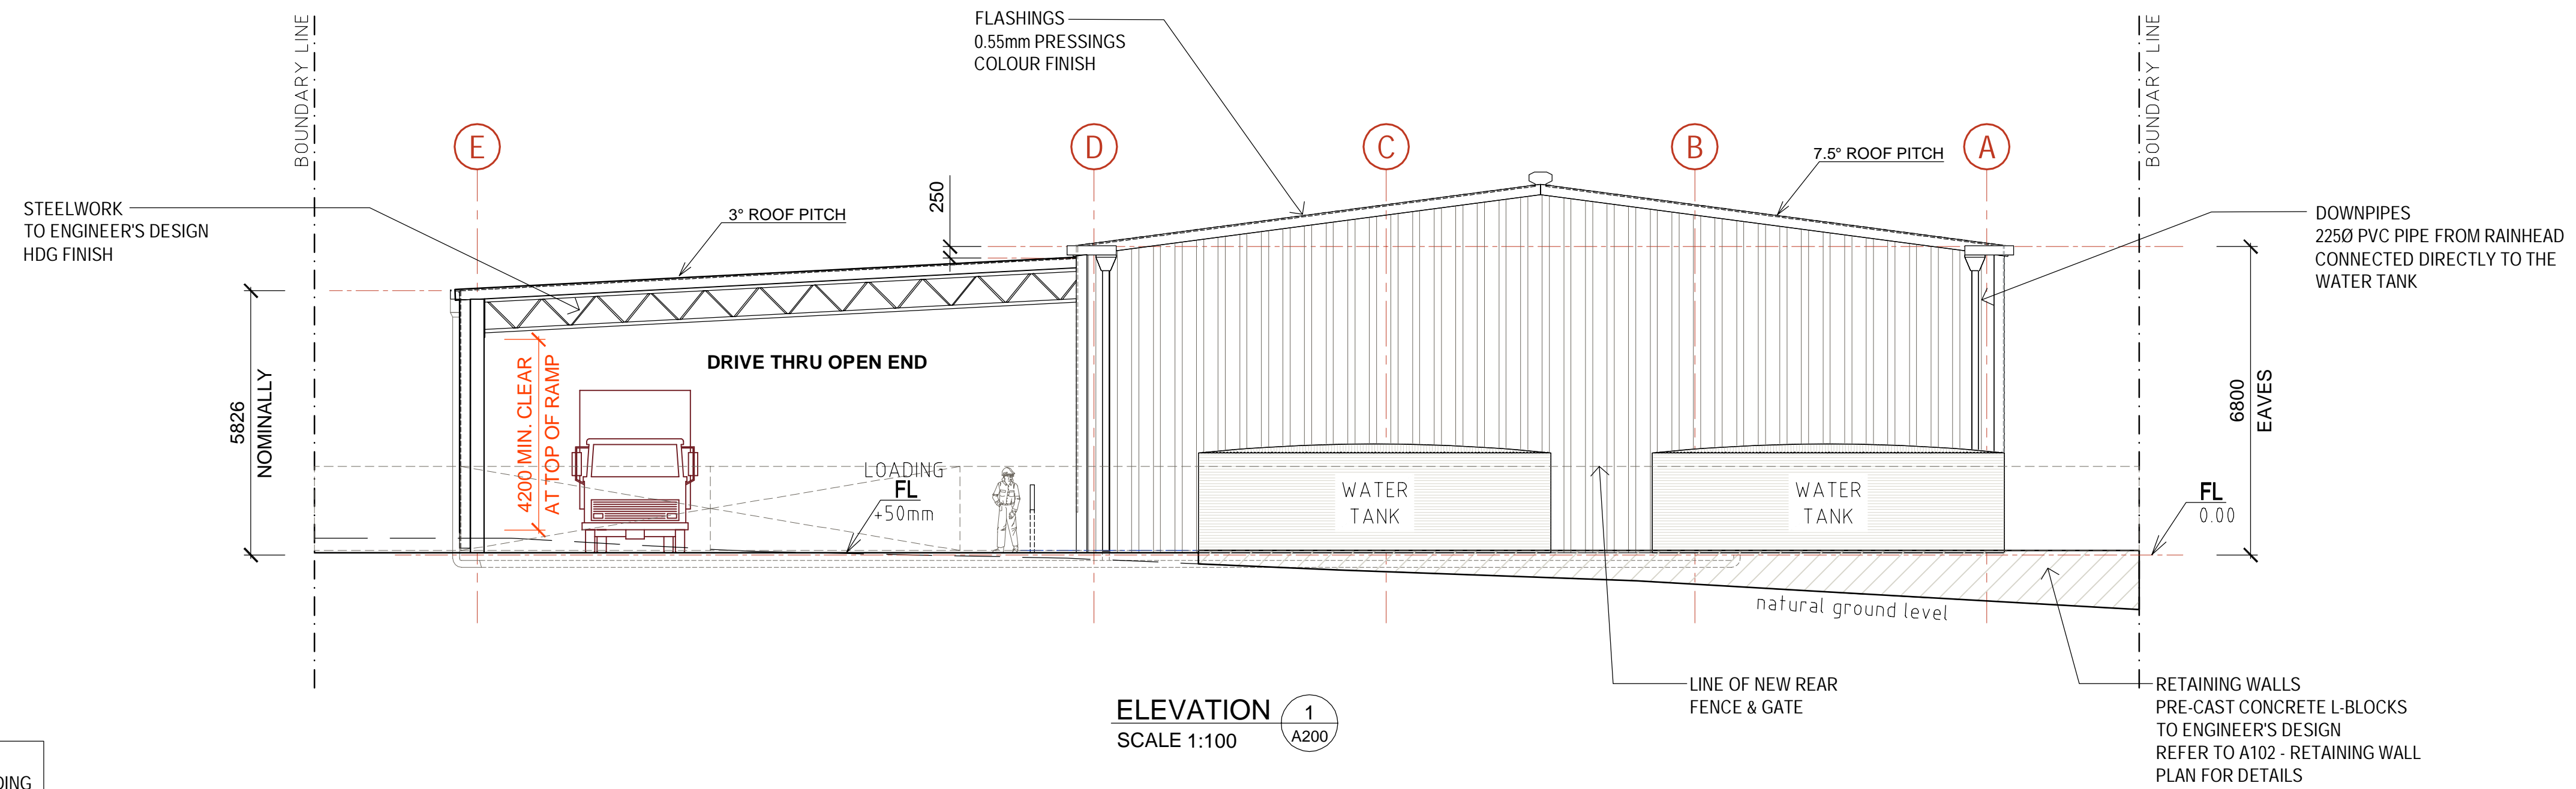 BOUNDARY LINE
FLASHINGS
0.55mm PRESSINGS
COLOUR FINISH
BOUNDARY LINE
E
D
C
B
A
7.5° ROOF PITCH
STEELWORK
TO ENGINEER'S DESIGN
HDG FINISH
3° ROOF PITCH
250
DOWNPIPES
225Ø PVC PIPE FROM RAINHEAD
CONNECTED DIRECTLY TO THE
WATER TANK
5826
NOMINALLY
4200 MIN. CLEAR
AT TOP OF RAMP
DRIVE THRU OPEN END
LOADING
FL
+50mm
WATER
TANK
WATER
TANK
6800
EAVES
FL
0.00
natural ground level
LINE OF NEW REAR
FENCE & GATE
RETAINING WALLS
PRE-CAST CONCRETE L-BLOCKS
TO ENGINEER'S DESIGN
REFER TO A102 - RETAINING WALL
PLAN FOR DETAILS
ELEVATION
SCALE 1:100
1
A200